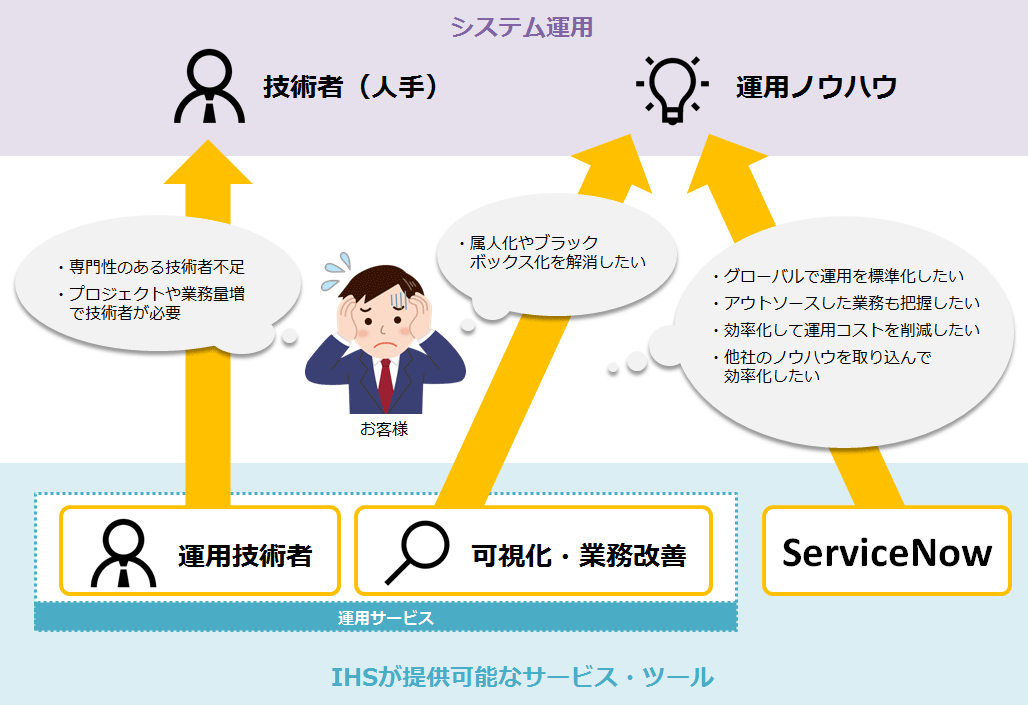 システム運用
技術者（人手）
運用ノウハウ
・専門性のある技術者不足
・プロジェクトや業務量増
で技術者が必要
・属人化やブラック
ボックス化を解消したい
・グローバルで運用を標準化したい
・アウトソースした業務も把握したい
・効率化して運用コストを削減したい
・他社のノウハウを取り込んで
効率化したい
お客様
運用技術者
可視化・業務改善
ServiceNow
運用サービス
IHSが提供可能なサービス・ツール